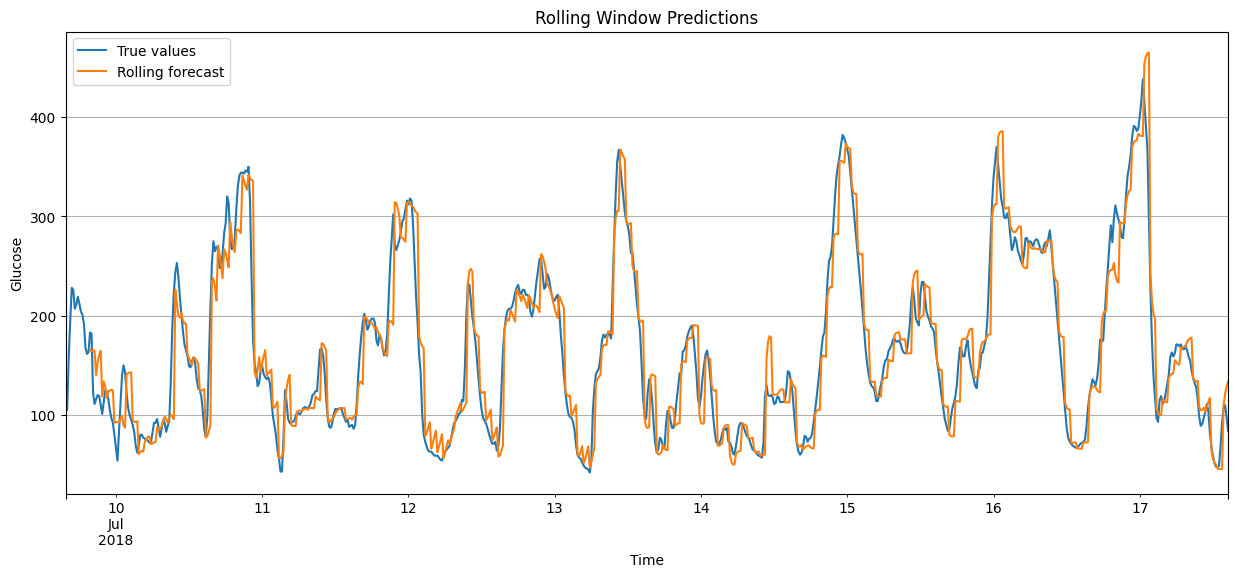 Rolling Window Predictions
True values
Rolling forecast
400
300
200
100
Glucose
10 11 12 13 14 15 16 17
Jul
2018
Time